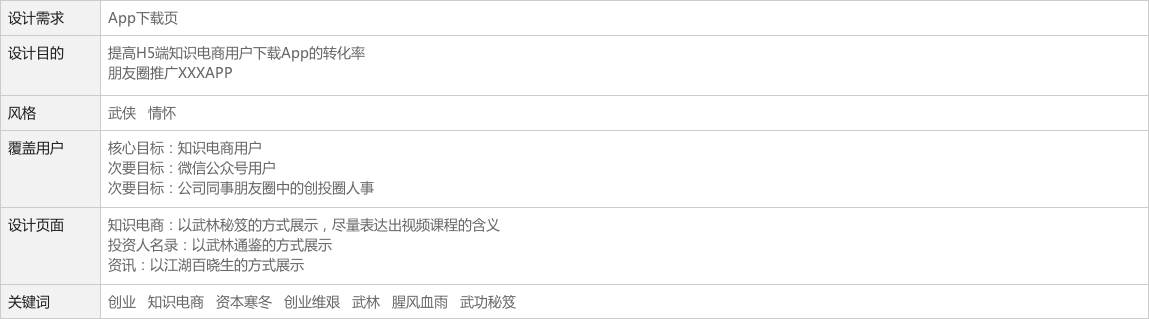 设计需求 App下载页
设计目的 提高H5端知识电商用户下载App的转化率
朋友圈推广XXXAPP
风格 武侠 情怀
覆盖用户 核心目标：知识电商用户
次要目标：微信公众号用户
次要目标：公司同事朋友圈中的创投圈人事
设计页面 知识电商：以武林秘笈的方式展示，尽量表达出视频课程的含义
投资人名录：以武林通鉴的方式展示
资讯：以江湖百晓生的方式展示
关键词 创业 知识电商 资本寒冬 创业维艰 武林 腥风血雨 武功秘笈